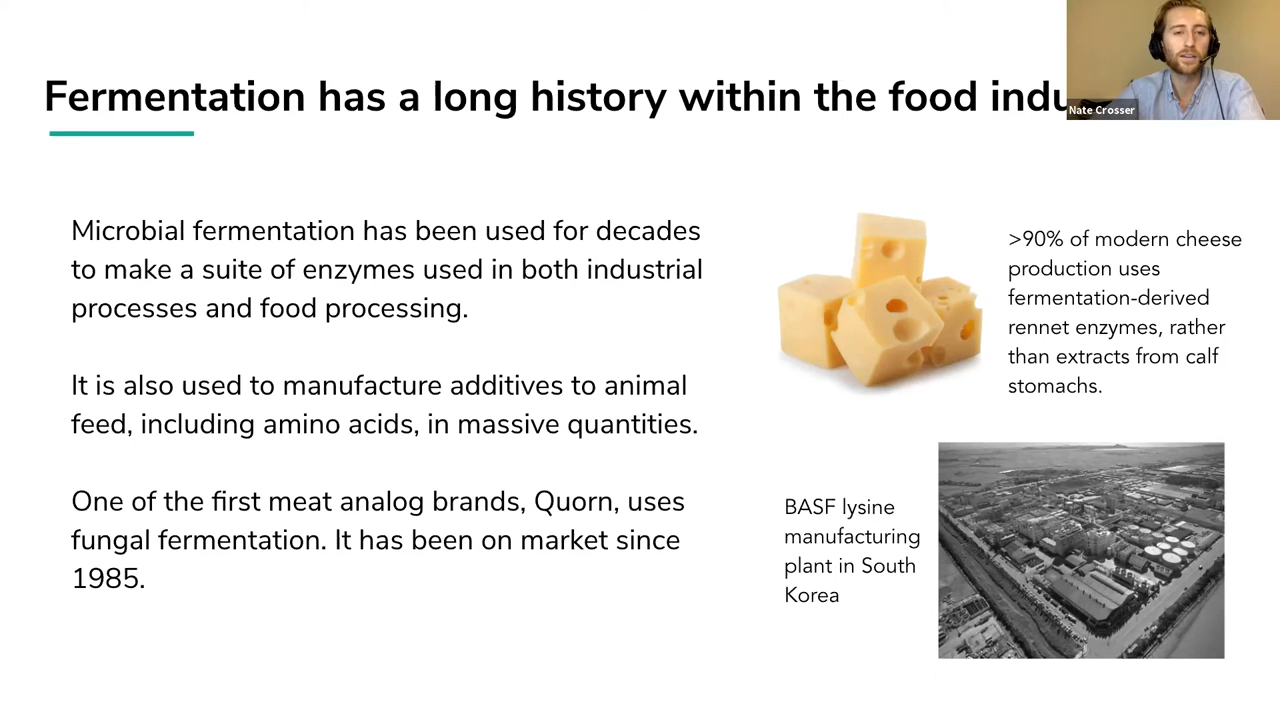 Fermentation has a long history within the food indu
Nate Crosser
Microbial fermentation has been used for decades
to make a suite of enzymes used in both industrial
processes and food processing.
It is also used to manufacture additives to animal
feed, including amino acids, in massive quantities.
One of the first meat analog brands, Quorn, uses
fungal fermentation. It has been on market since
1985.
>90% of modern cheese
production uses
fermentation-derived
rennet enzymes, rather
than extracts from calf
stomachs.
BASF lysine
manufacturing
plant in South
Korea